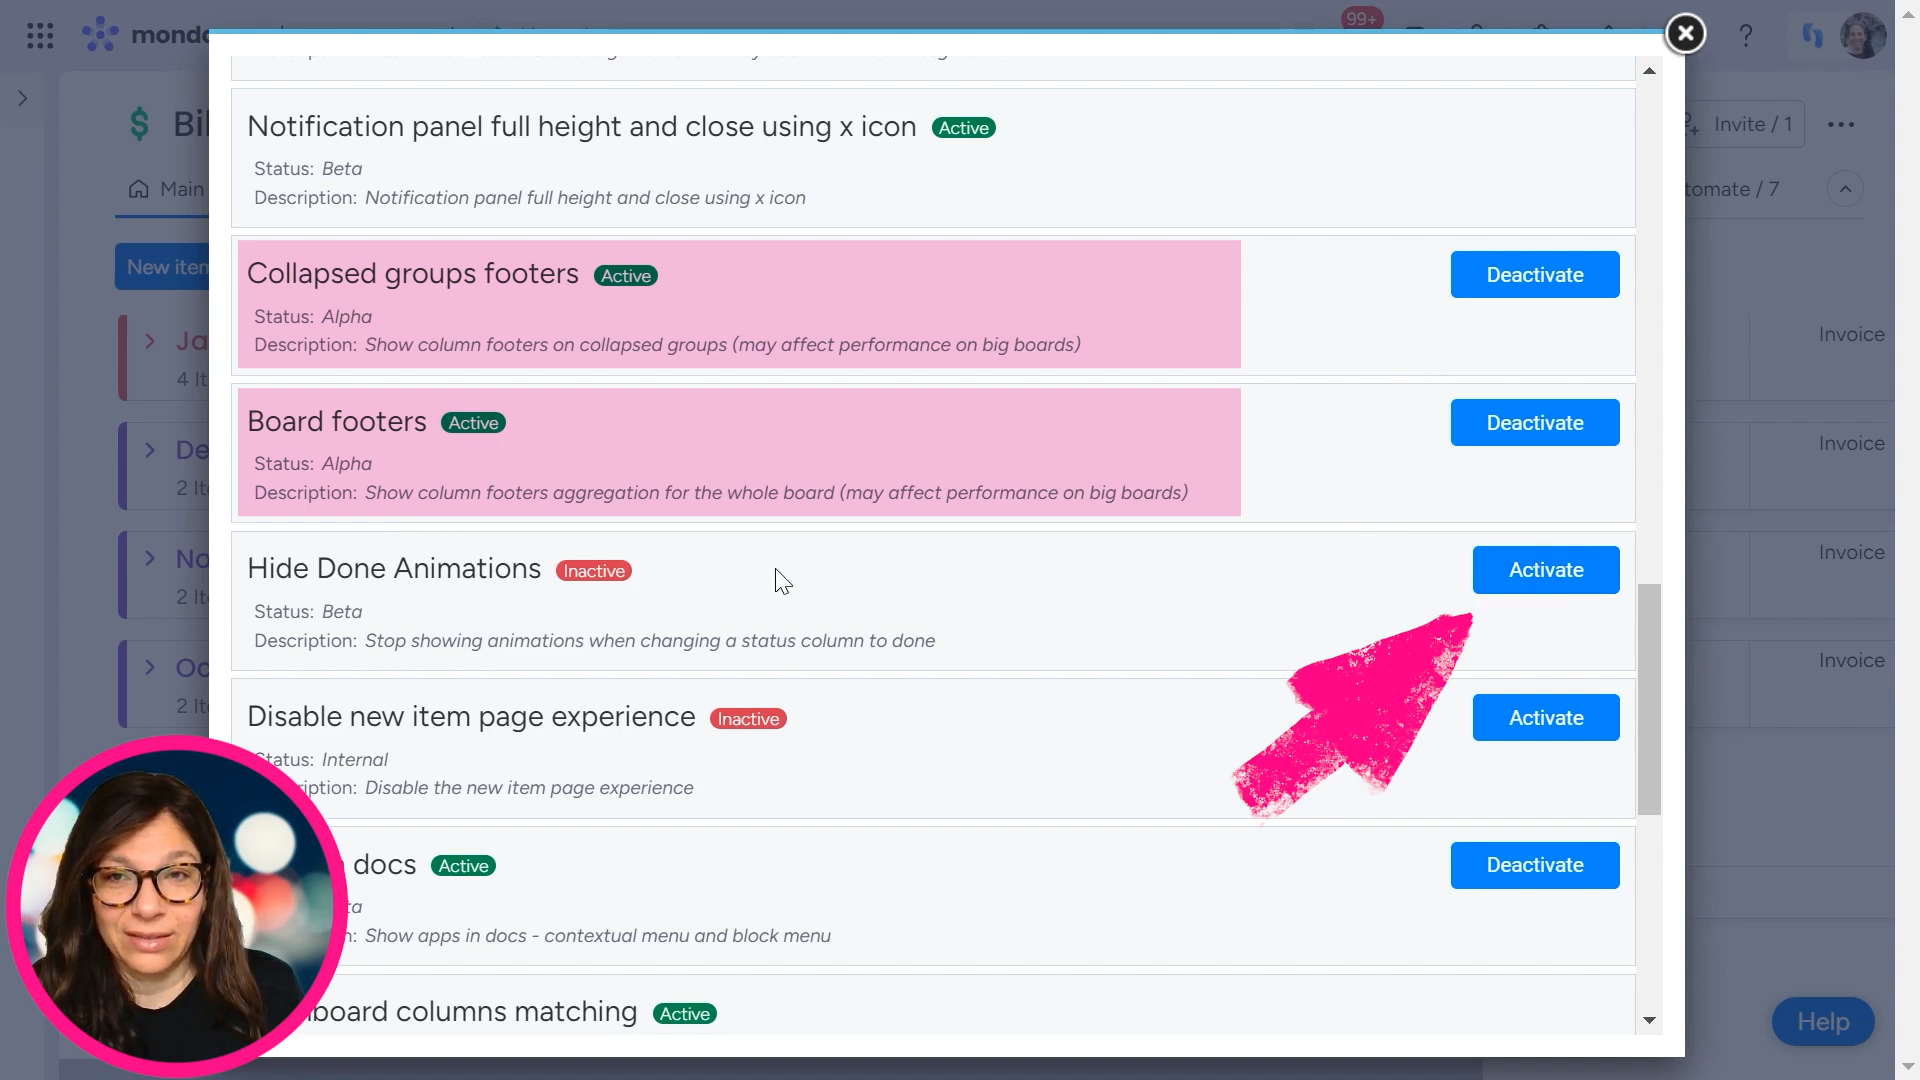 99+
Invite / 1
Main
New item
Notification panel full height and close using x icon Active
Status: Beta
Description: Notification panel full height and close using x icon
Collapsed groups footers Active
Deactivate
Status: Alpha
Description: Show column footers on collapsed groups (may affect performance on big boards)
Invoice
Board footers Active
Deactivate
Status: Alpha
Description: Show column footers aggregation for the whole board (may affect performance on big boards)
Invoice
Hide Done Animations Inactive
Activate
Status: Beta
Description: Stop showing animations when changing a status column to done
Invoice
Disable new item page experience Inactive
Activate
Status: Internal
Description: Disable the new item page experience
Invoice
docs Active
Deactivate
Description: Show apps in docs - contextual menu and block menu
board columns matching Active
Help